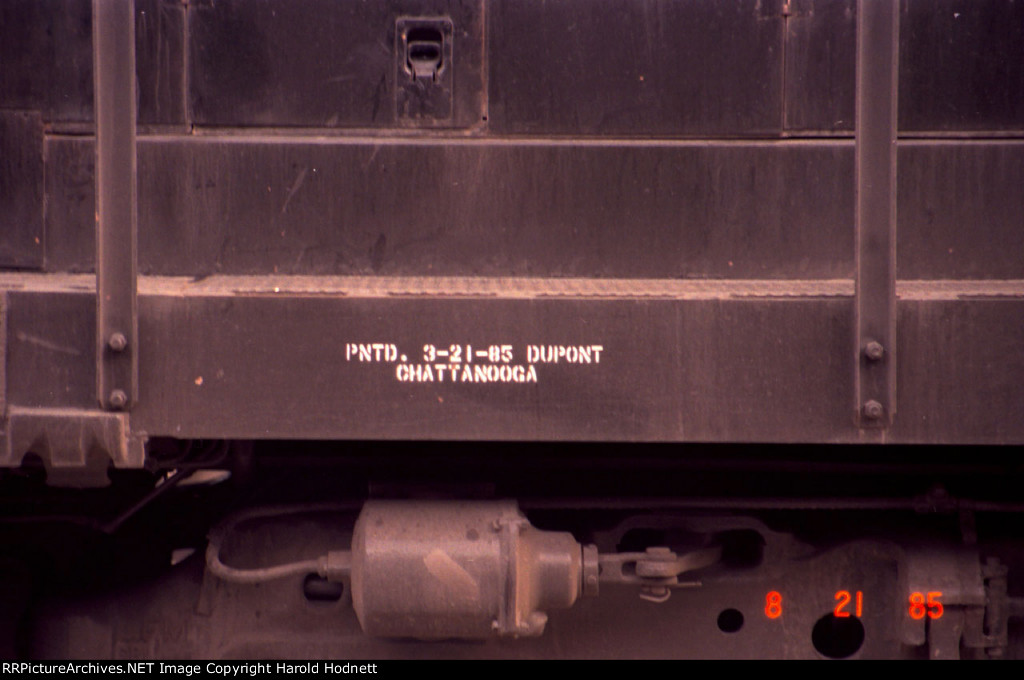 PNTD. 3-21-85 DUPONT
CHATTANOOGA
8 21 85
RRPictureArchives.NET Image Copyright Harold Hodnett